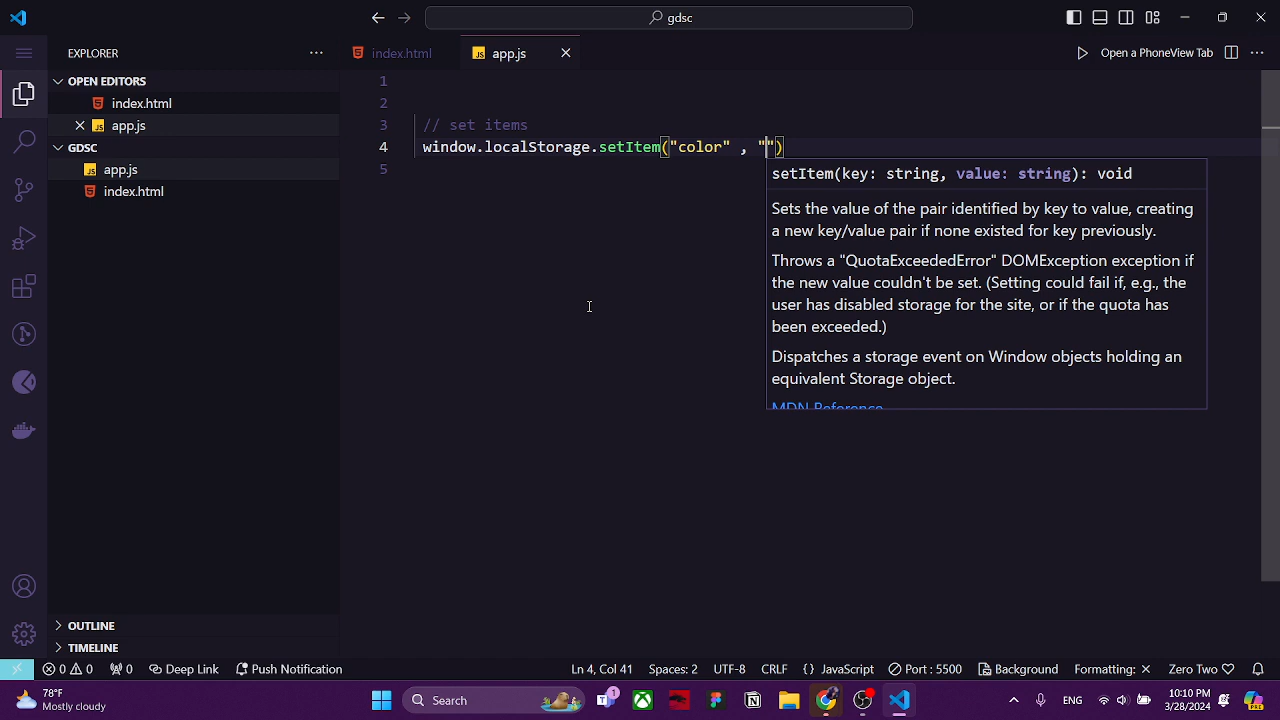 gdsc
EXPLORER
index.html
JS app.js
Open a PhoneView Tab
OPEN EDITORS
index.html
JS app.js
GDSC
JS app.js
index.html
1
2
3 // set items
4 window.localStorage.setItem("color" , "")
5
setItem(key: string, value: string): void
Sets the value of the pair identified by key to value, creating
a new key/value pair if none existed for key previously.
Throws a "QuotaExceededError" DOMException exception if
the new value couldn't be set. (Setting could fail if, e.g., the
user has disabled storage for the site, or if the quota has
been exceeded.)
Dispatches a storage event on Window objects holding an
equivalent Storage object.
MDN Reference
OUTLINE
TIMELINE
0 0 0 Deep Link Push Notification Ln 4, Col 41 Spaces: 2 UTF-8 CRLF {} JavaScript Port : 5500 Background Formatting: × Zero Two
78°F
Mostly cloudy
Search
1
ENG
10:10 PM
3/28/2024
PRE